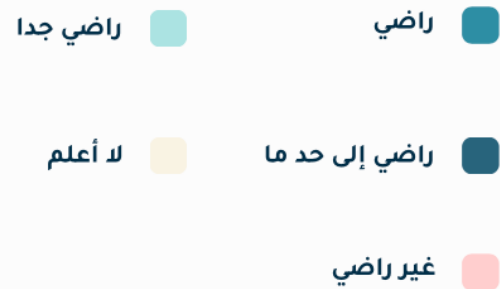 راضي
راضي جدا
راضي إلى حد ما
لا أعلم
غير راضي